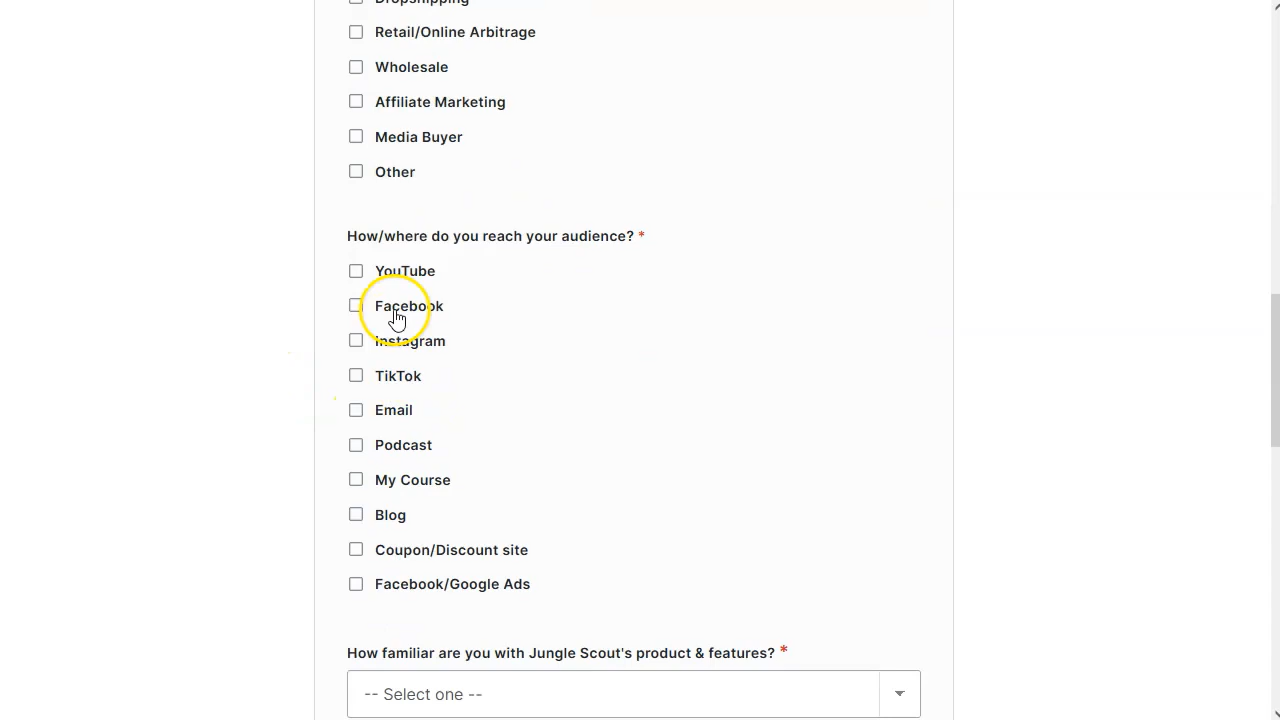 Dropshipping
Retail/Online Arbitrage
Wholesale
Affiliate Marketing
Media Buyer
Other
How/where do you reach your audience? *
YouTube
Facebook
Instagram
TikTok
Email
Podcast
My Course
Blog
Coupon/Discount site
Facebook/Google Ads
How familiar are you with Jungle Scout's product & features? *
-- Select one --